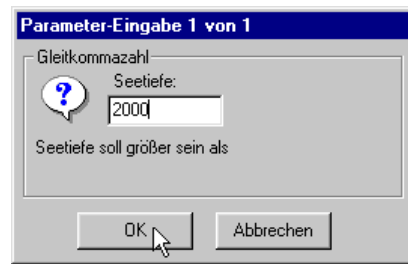 Parameter-Eingabe 1 von 1
Gleitkommazahl
Seetiefe:
2000
Seetiefe soll größer sein als
OK
Abbrechen